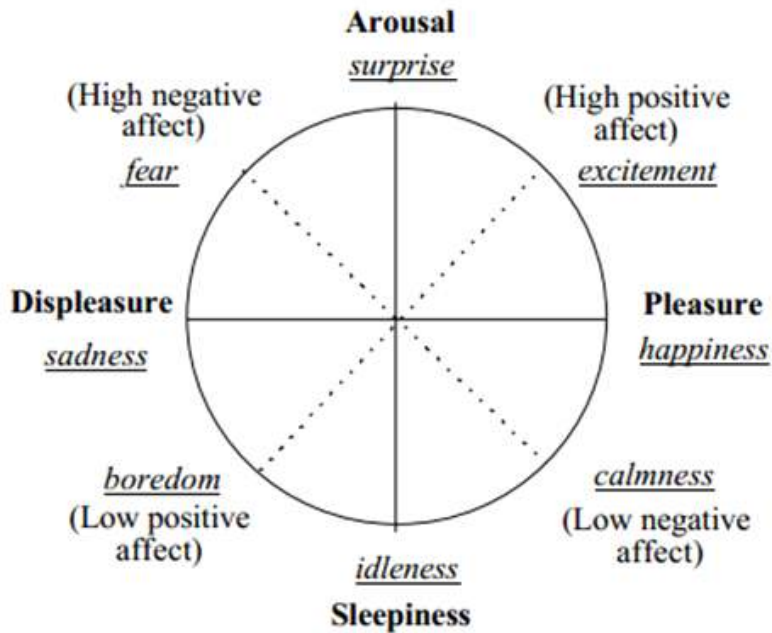 Arousal
surprise
(High negative
affect)
fear
(High positive
affect)
excitement
Displeasure
sadness
Pleasure
happiness
boredom
(Low positive
affect)
calmness
(Low negative
affect)
idleness
Sleepiness